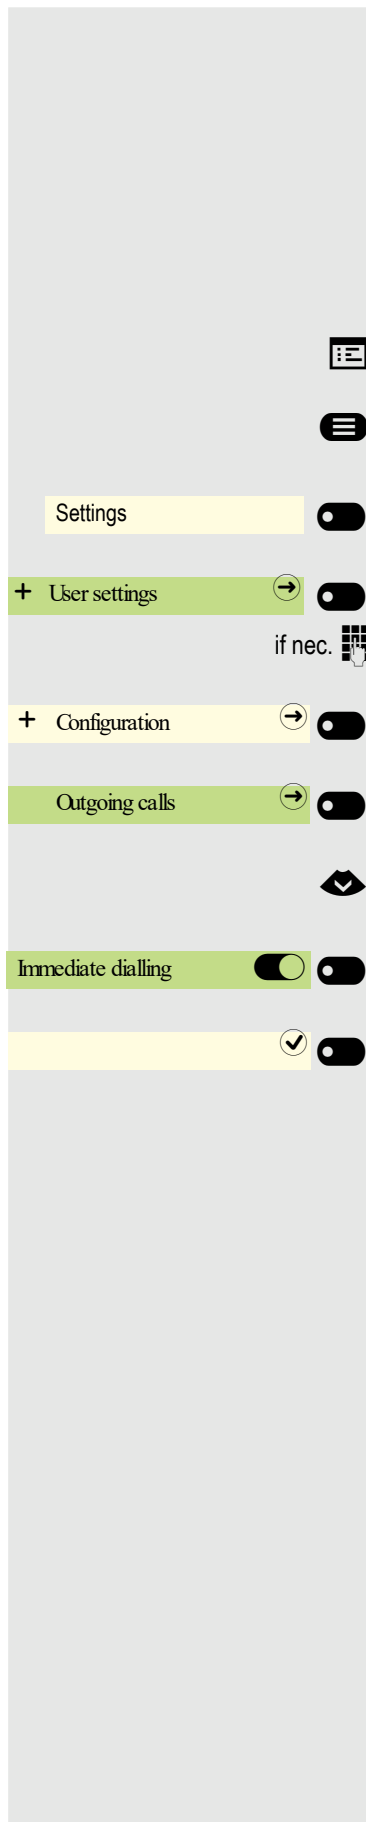 Settings
+ User settings
if nec.
+ Configuration
Outgoing calls
Immediate dialling